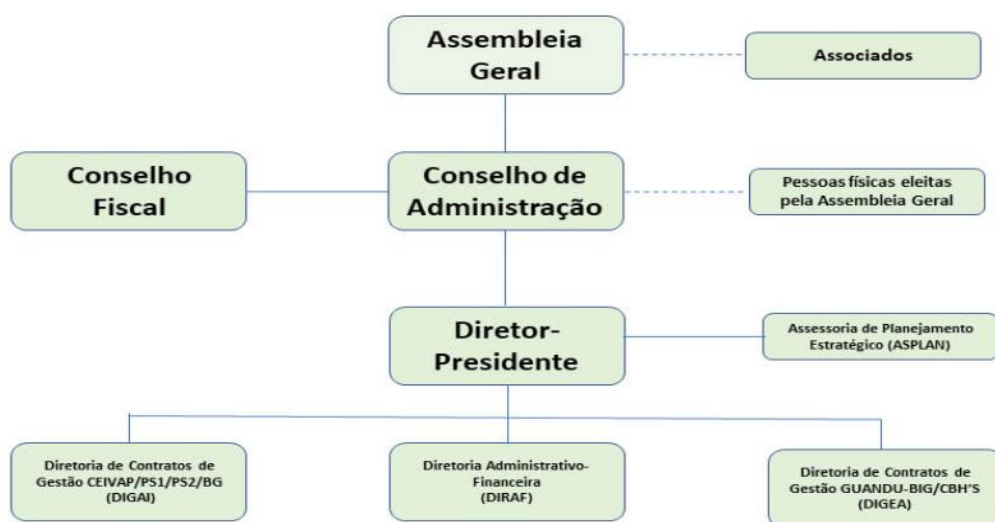 Assembleia
Geral
Associados
Conselho
Fiscal
Conselho de
Administração
Pessoas físicas eleitas
pela Assembleia Geral
Diretor-
Presidente
Assessoria de Planejamento
Estratégico (ASPLAN)
Diretoria de Contratos de
Gestão CEIVAP/PS1/PS2/BG
(DIGAI)
Diretoria Administrativo-
Financeira
(DIRAF)
Diretoria de Contratos de
Gestão GUANDU-BIG/CBH'S
(DIGEA)